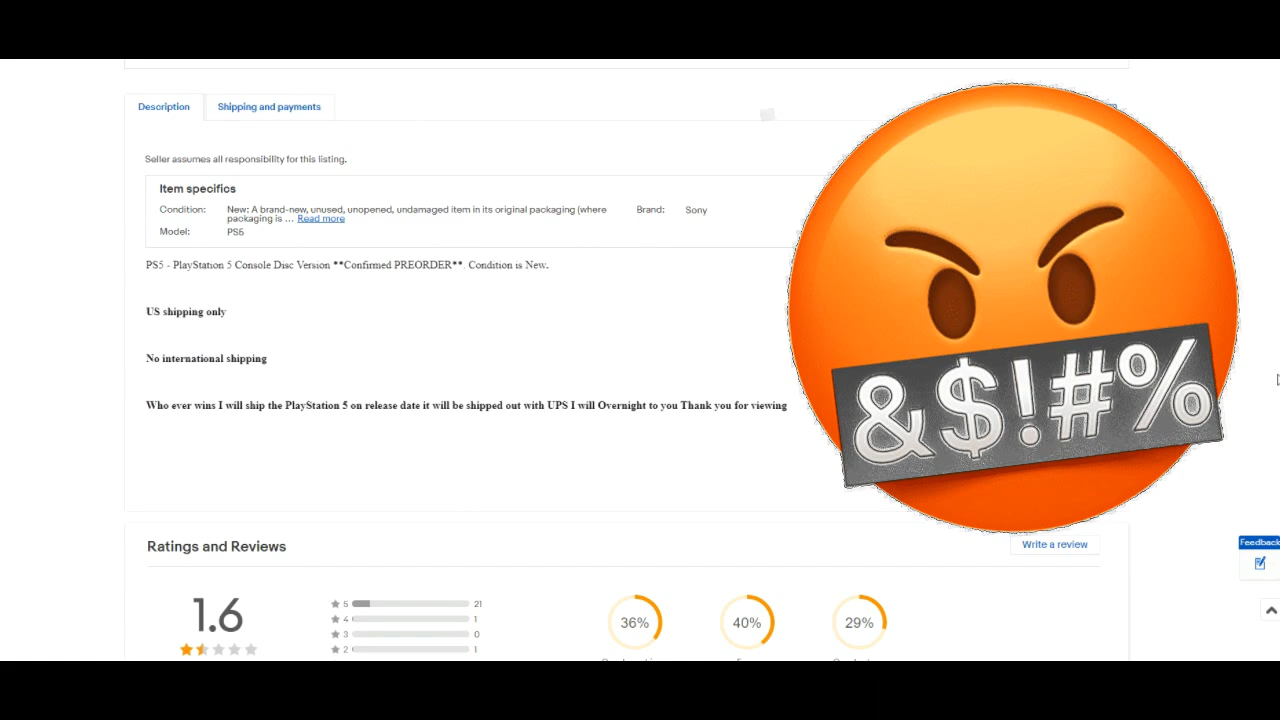 Description Shipping and payments
Seller assumes all responsibility for this listing.
Item specifics
Condition: New: A brand-new, unused, unopened, undamaged item in its original packaging (where Brand: Sony
packaging is ... Read more
Model: PS5
PS5 - PlayStation 5 Console Disc Version **Confirmed PREORDER**. Condition is New.
US shipping only
No international shipping
Who ever wins I will ship the PlayStation 5 on release date it will be shipped out with UPS I will Overnight to you Thank you for viewing
&$!#%
Feedback
Ratings and Reviews Write a review
1.6
5 21
4 1
3 0
2 1
36% 40% 29%